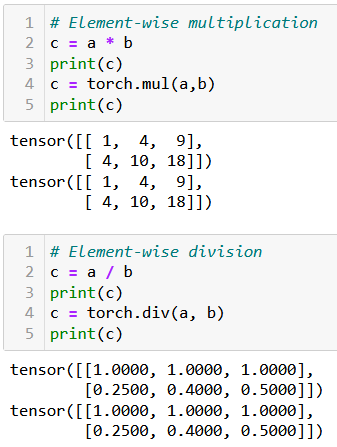 1 # Element-wise multiplication
2 c = a * b
3 print(c)
4 c = torch.mul(a,b)
5 print(c)
tensor([[ 1,  4,  9],
        [ 4, 10, 18]])
tensor([[ 1,  4,  9],
        [ 4, 10, 18]])
1 # Element-wise division
2 c = a / b
3 print(c)
4 c = torch.div(a, b)
5 print(c)
tensor([[1.0000, 1.0000, 1.0000],
        [0.2500, 0.4000, 0.5000]])
tensor([[1.0000, 1.0000, 1.0000],
        [0.2500, 0.4000, 0.5000]])